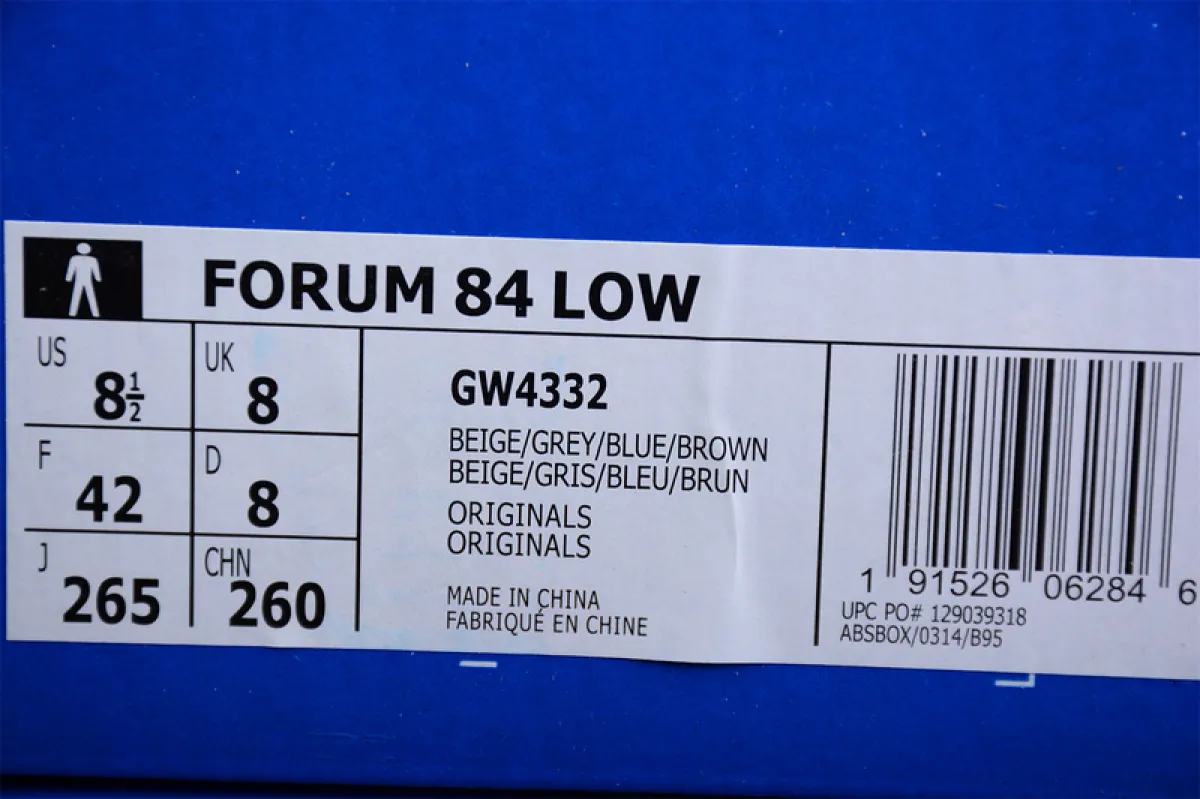 FORUM 84 LOW
US 8½
UK 8
F 42
D 8
J 265
CHN 260
GW4332
BEIGE/GREY/BLUE/BROWN
BEIGE/GRIS/BLEU/BRUN
ORIGINALS
ORIGINALS
MADE IN CHINA
FABRIQUÉ EN CHINE
1 91526 06284 6
UPC PO# 129039318
ABSBOX/0314/B95